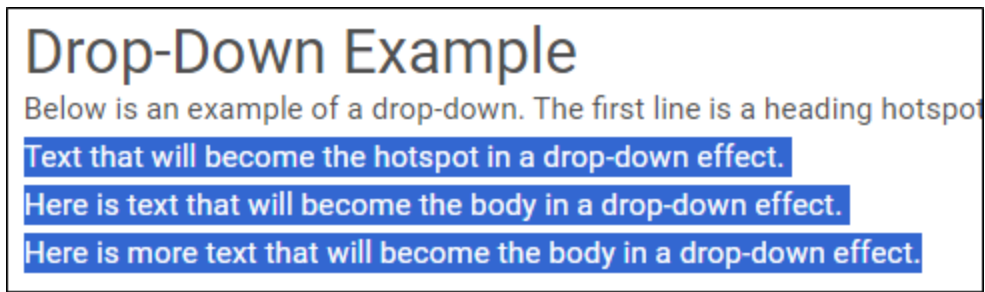 Drop-Down Example
Below is an example of a drop-down. The first line is a heading hotspot
Text that will become the hotspot in a drop-down effect.
Here is text that will become the body in a drop-down effect.
Here is more text that will become the body in a drop-down effect.